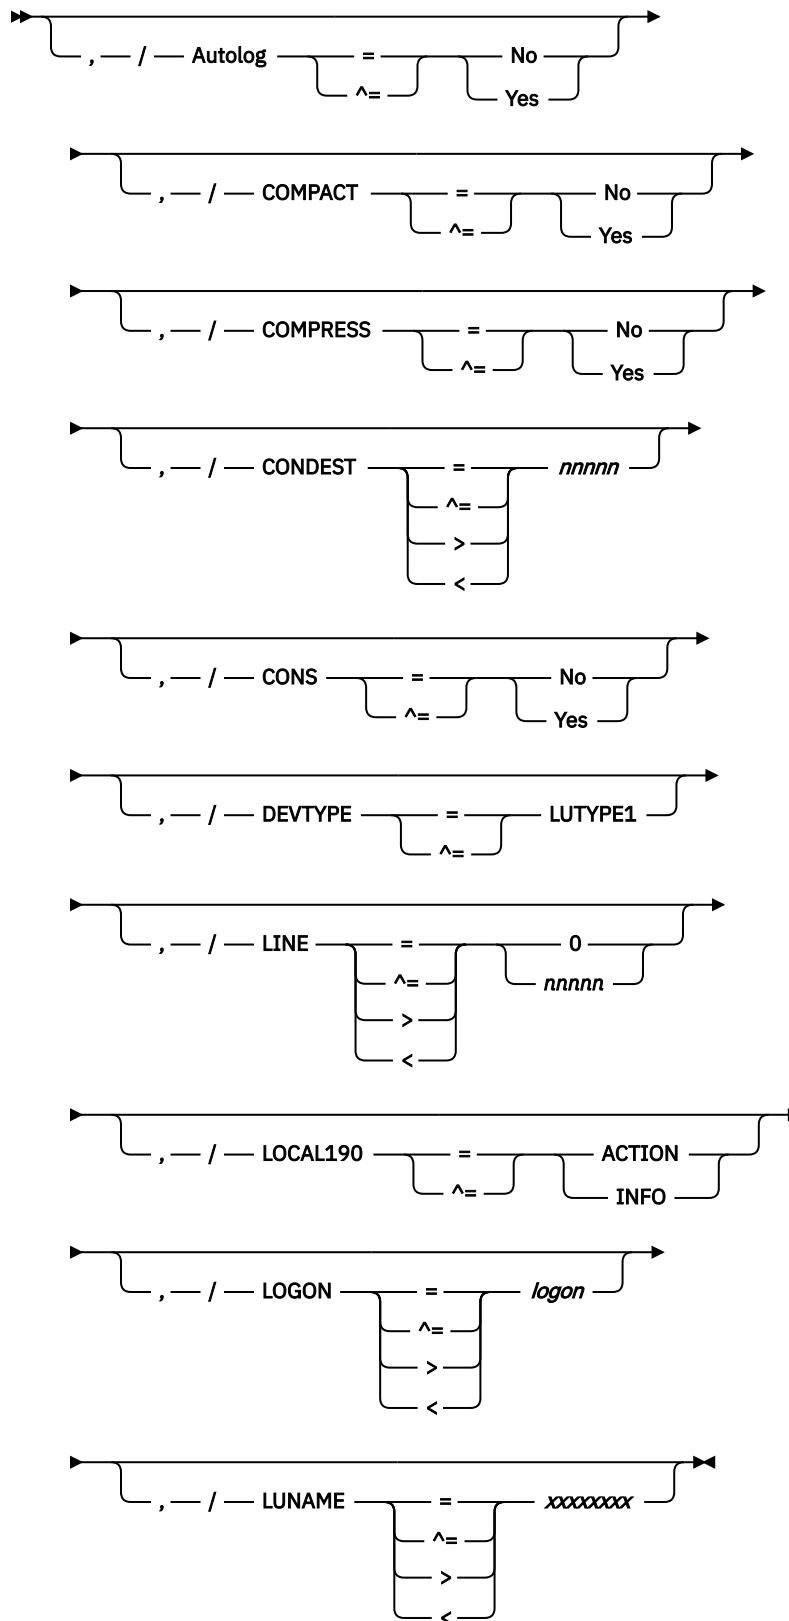 , / Autolog = No
^= Yes
, / COMPACT = No
^= Yes
, / COMPRESS = No
^= Yes
, / CONDEST = nnnnn
^=
>
<
, / CONS = No
^= Yes
, / DEVTYPE = LUTYPE1
^=
, / LINE = 0
^= nnnnn
>
<
, / LOCAL190 = ACTION
^= INFO
, / LOGON = logon
^=
>
<
, / LUNAME = xxxxxxxx
^=
>
<